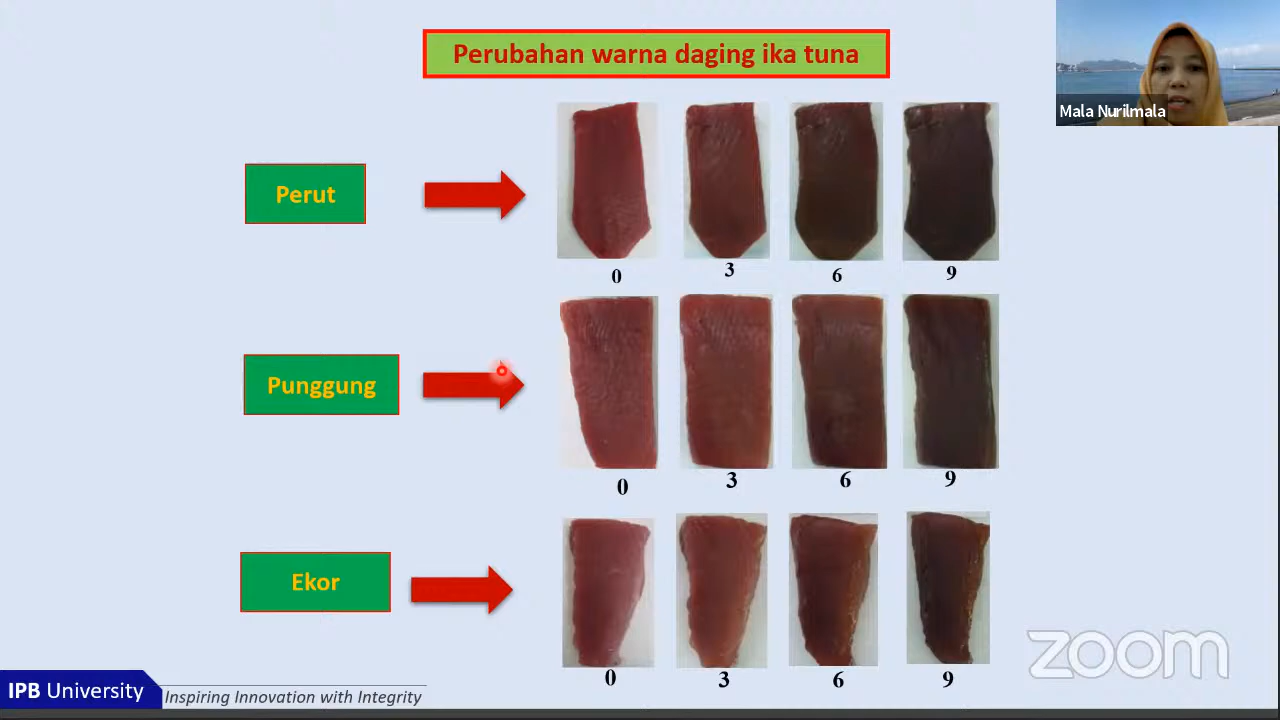 Perubahan warna daging ika tuna
Mala Nurilmala
Perut
0 3 6 9
Punggung
0 3 6 9
Ekor
0 3 6 9
zoom
IPB University
Inspiring Innovation with Integrity